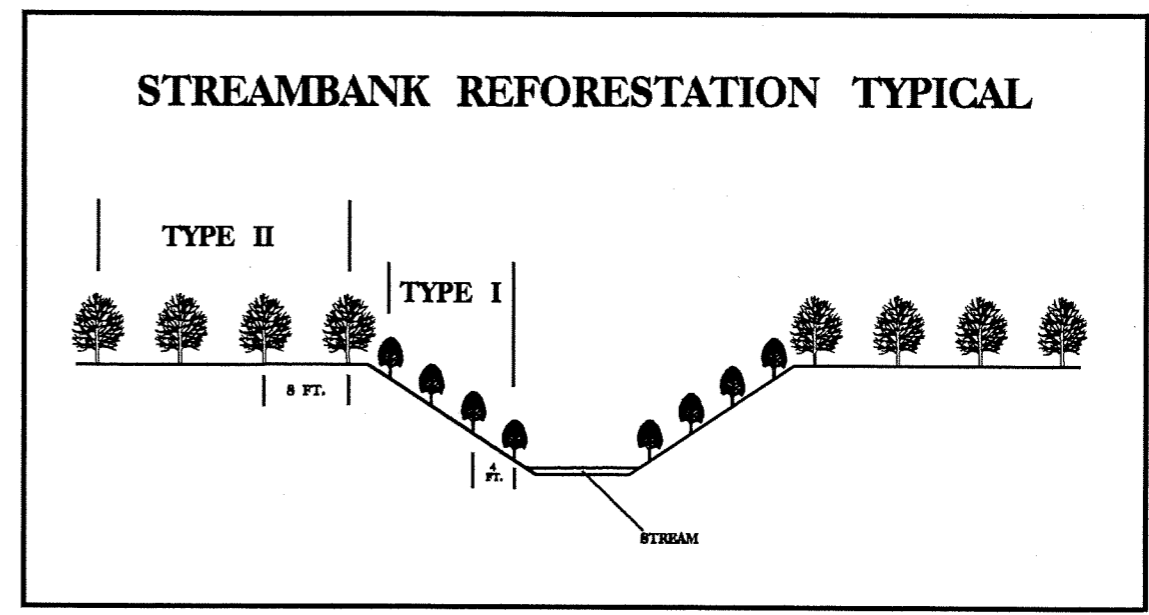 STREAMBANK REFORESTATION TYPICAL
TYPE II
TYPE I
8 FT.
4
FT.
STREAM